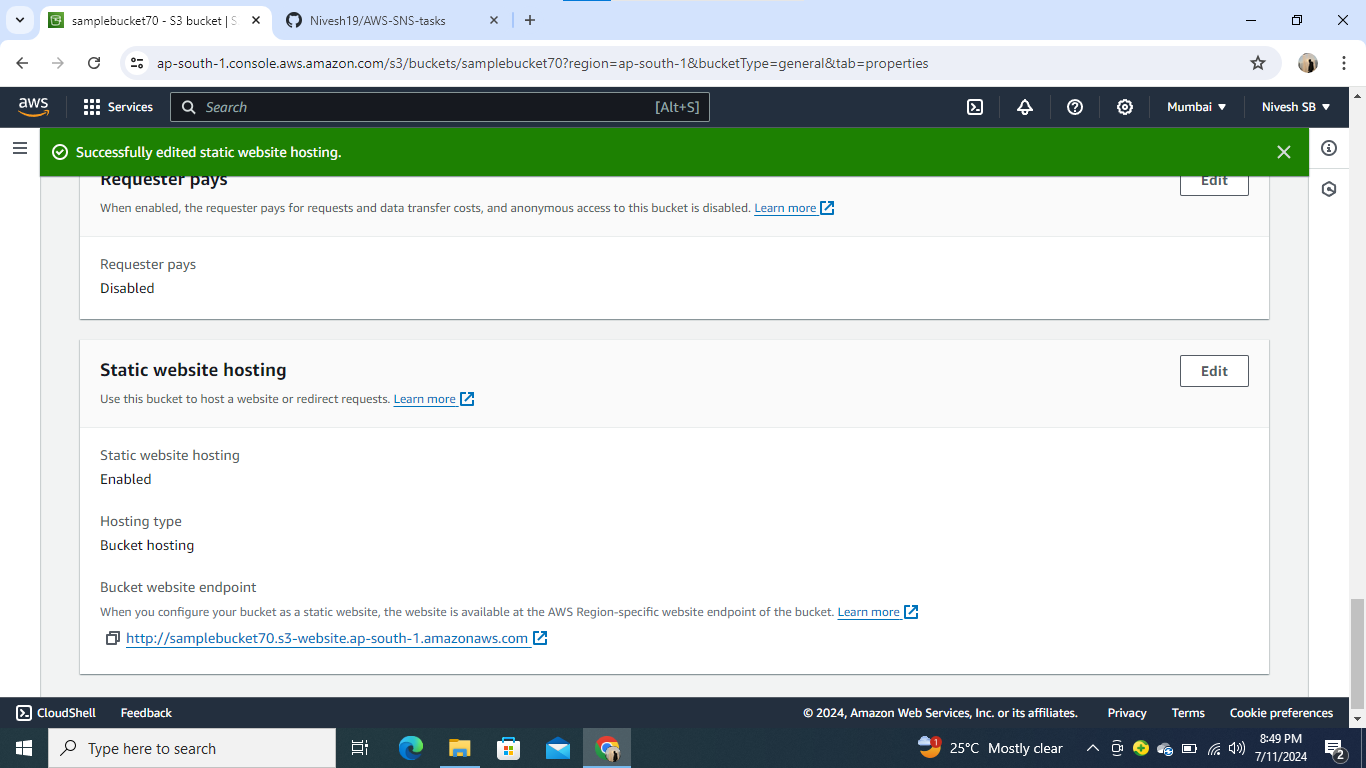 samplebucket70 - S3 bucket | S
Nivesh19/AWS-SNS-tasks
ap-south-1.console.aws.amazon.com/s3/buckets/samplebucket70?region=ap-south-1&bucketType=general&tab=properties
aws
Services
Search
[Alt+S]
Mumbai
Nivesh SB
Successfully edited static website hosting.
Requester pays
Edit
When enabled, the requester pays for requests and data transfer costs, and anonymous access to this bucket is disabled. Learn more
Requester pays
Disabled
Static website hosting
Edit
Use this bucket to host a website or redirect requests. Learn more
Static website hosting
Enabled
Hosting type
Bucket hosting
Bucket website endpoint
When you configure your bucket as a static website, the website is available at the AWS Region-specific website endpoint of the bucket. Learn more
http://samplebucket70.s3-website.ap-south-1.amazonaws.com
CloudShell
Feedback
© 2024, Amazon Web Services, Inc. or its affiliates.
Privacy
Terms
Cookie preferences
Type here to search
1
25°C Mostly clear
8:49 PM
7/11/2024
2